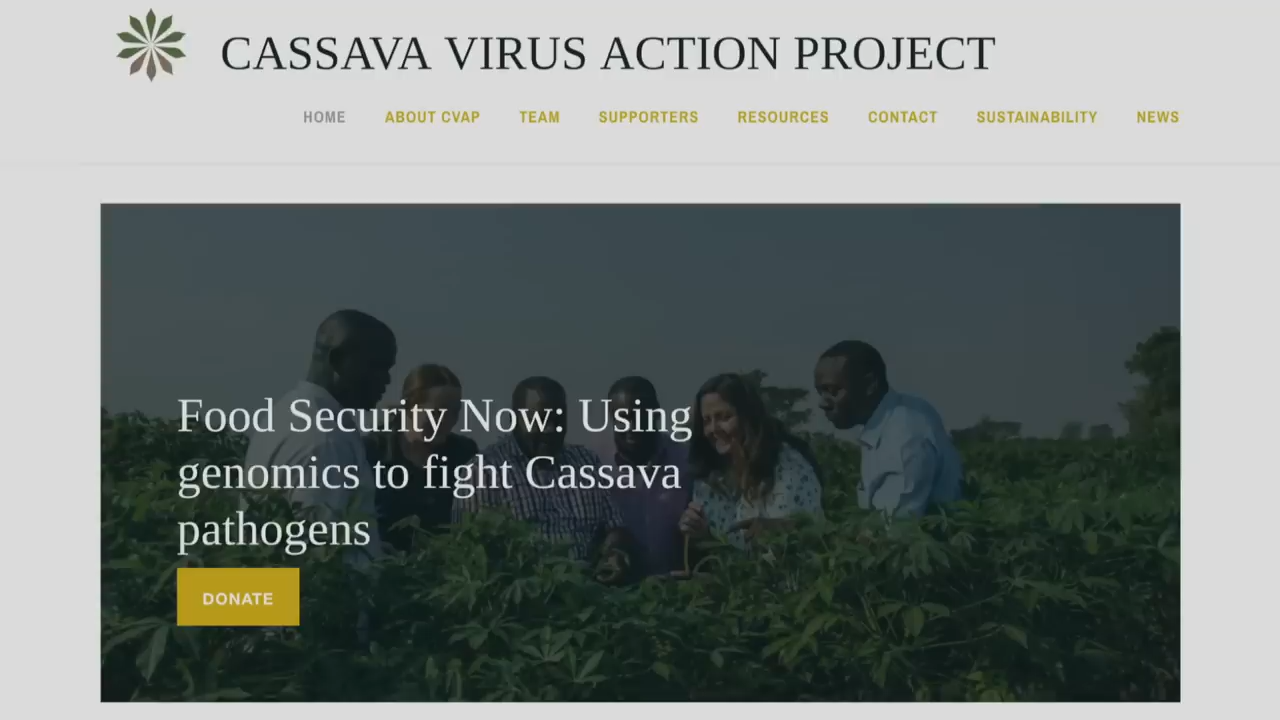 CASSAVA VIRUS ACTION PROJECT
HOME ABOUT CVAP TEAM SUPPORTERS RESOURCES CONTACT SUSTAINABILITY NEWS
Food Security Now: Using
genomics to fight Cassava
pathogens
DONATE